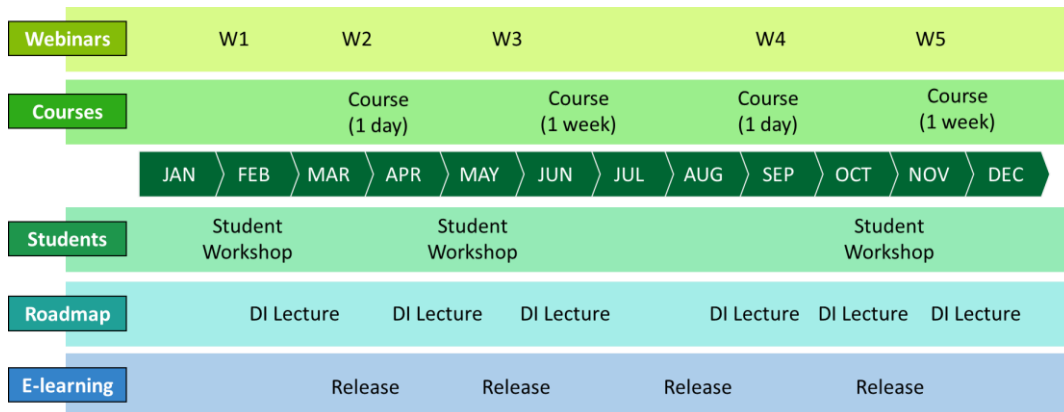 Webinars W1 W2 W3 W4 W5
Courses
Course Course Course Course
(1 day) (1 week) (1 day) (1 week)
JAN FEB MAR APR MAY JUN JUL AUG SEP OCT NOV DEC
Students
Student Student Student
Workshop Workshop Workshop
Roadmap DI Lecture DI Lecture DI Lecture DI Lecture DI Lecture DI Lecture
E-learning Release Release Release Release